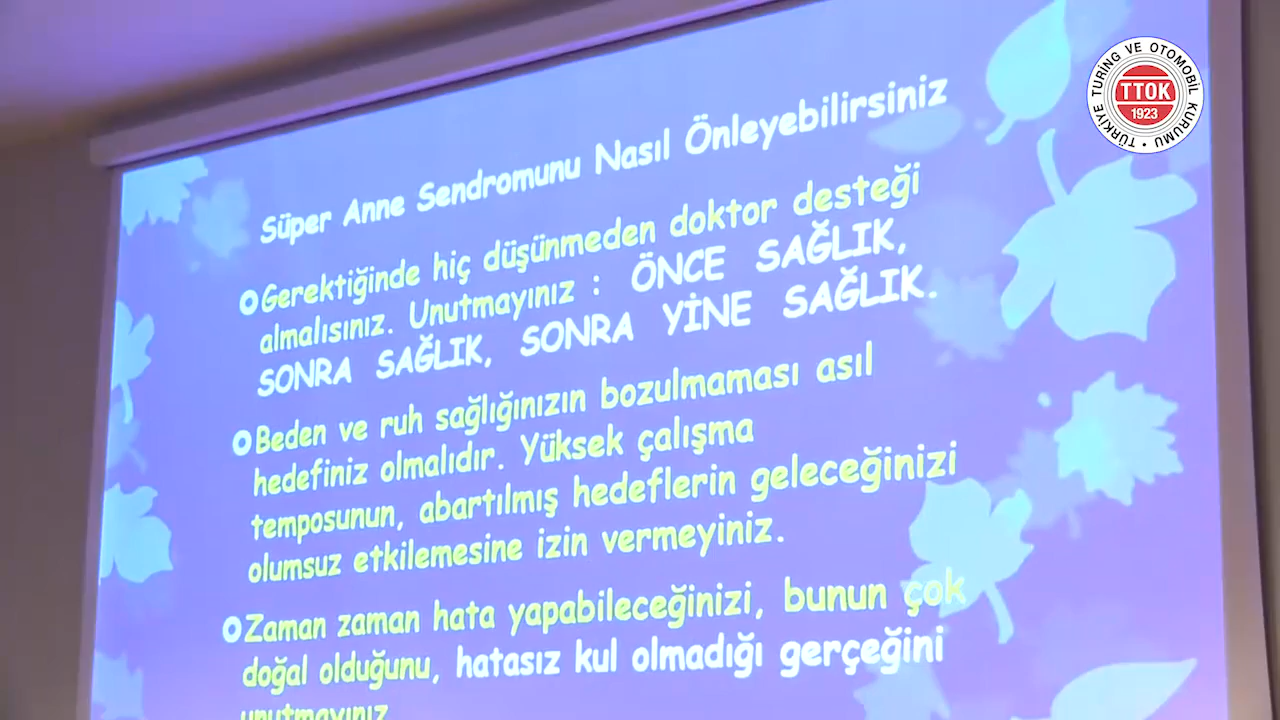 Süper Anne Sendromunu Nasıl Önleyebilirsiniz
Gerektiğinde hiç düşünmeden doktor desteği
almalısınız. Unutmayınız : ÖNCE SAĞLIK,
SONRA SAĞLIK, SONRA YİNE SAĞLIK.
Beden ve ruh sağlığınızın bozulmaması asıl
hedefiniz olmalıdır. Yüksek çalışma
temposunun, abartılmış hedeflerin geleceğinizi
olumsuz etkilemesine izin vermeyiniz.
Zaman zaman hata yapabileceğinizi, bunun çok
doğal olduğunu, hatasız kul olmadığı gerçeğini
unutmayınız
TÜRKİYE TURİNG VE OTOMOBİL KURUMU
TTOK
1923